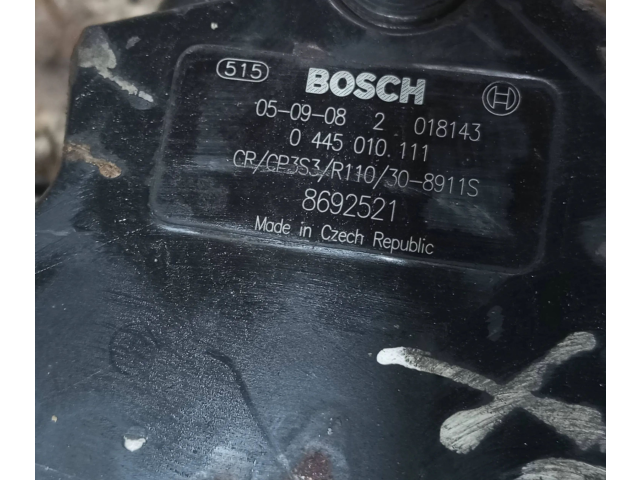 515 BOSCH
05-09-08 2 018143
0 445 010 111
CR/CP3S3/R110/30-8911S
8692521
Made in Czech Republic